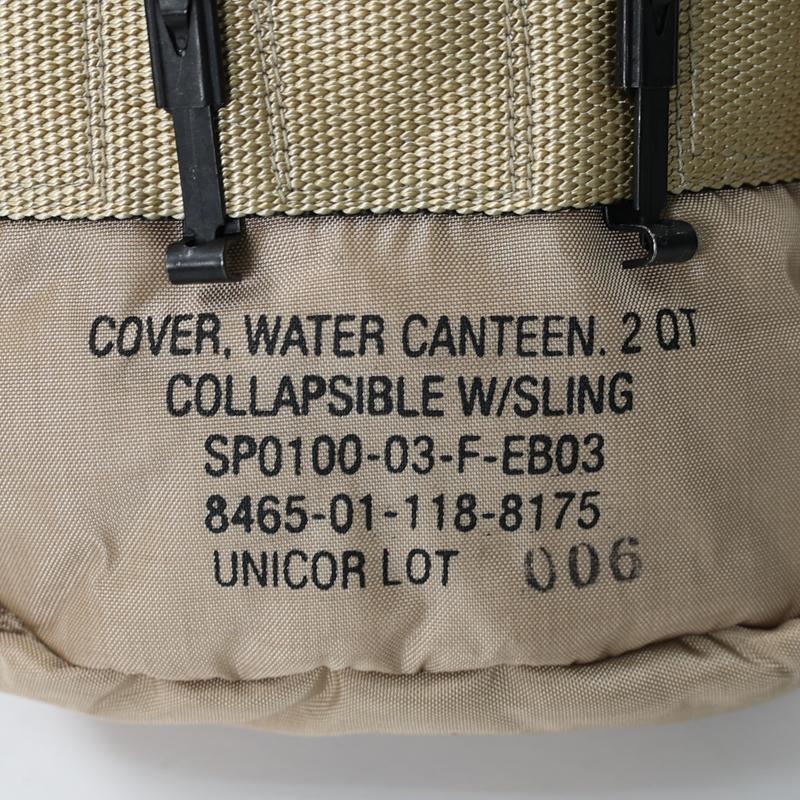 COVER, WATER CANTEEN. 2 QT
COLLAPSIBLE W/SLING
SP0100-03-F-EB03
8465-01-118-8175
UNICOR LOT 006